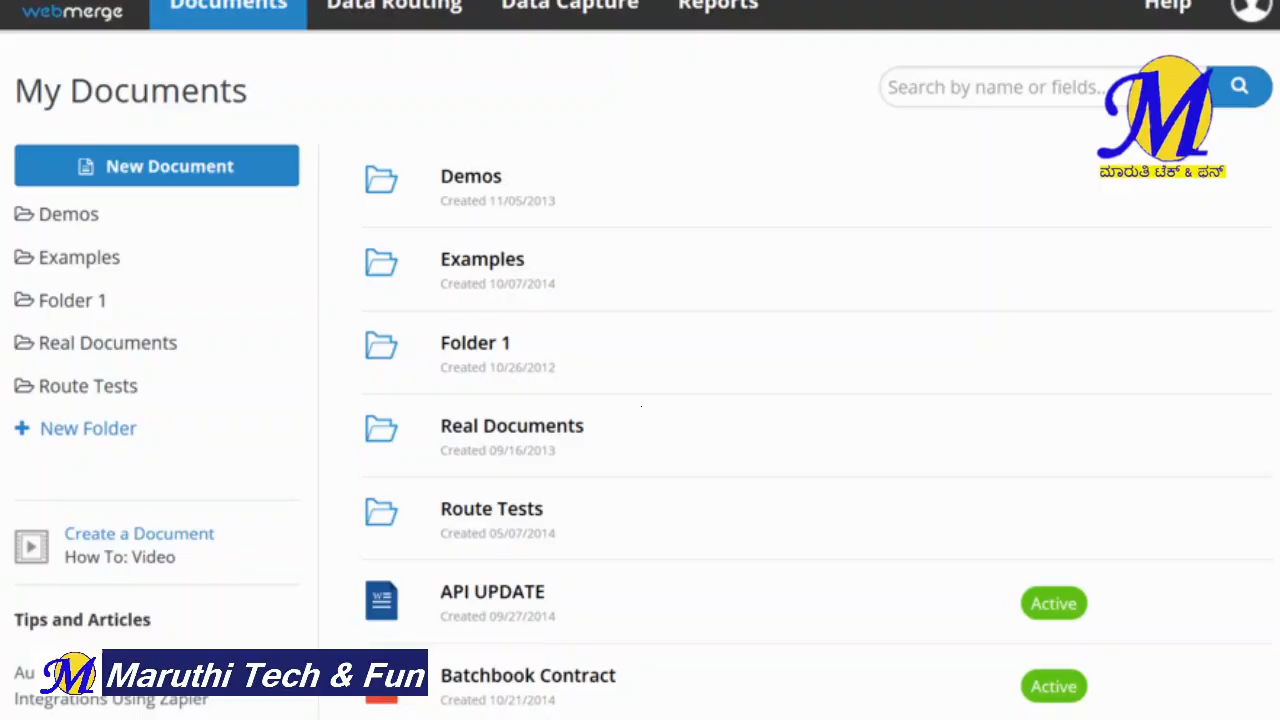 webmerge
Documents
Data Routing
Data Capture
Reports
Help
My Documents
Search by name or fields..
M
ಮಾರುತಿ ಟೆಕ್ & ಫನ್
New Document
Demos
Examples
Folder 1
Real Documents
Route Tests
New Folder
Create a Document
How To: Video
Tips and Articles
Au
Integrations Using Zapier
Demos
Created 11/05/2013
Examples
Created 10/07/2014
Folder 1
Created 10/26/2012
Real Documents
Created 09/16/2013
Route Tests
Created 05/07/2014
API UPDATE
Created 09/27/2014
Active
Batchbook Contract
Created 10/21/2014
Active
M
Maruthi Tech & Fun